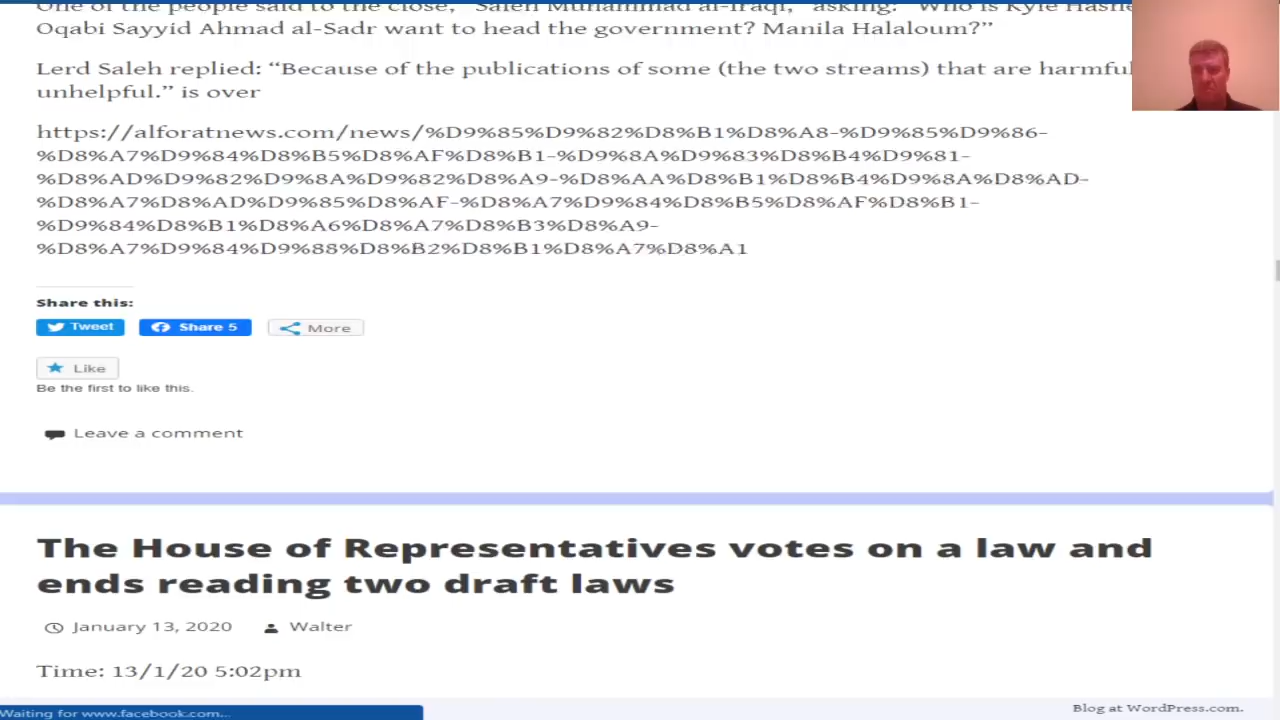 One of the people said to the close, "Saleh Muhammad al-Iraqi," asking: "Who is Kyle Hashe
Oqabi Sayyid Ahmad al-Sadr want to head the government? Manila Halaloum?”
Lerd Saleh replied: “Because of the publications of some (the two streams) that are harmful
unhelpful.” is over
https://alforatnews.com/news/%D9%85%D9%82%D8%B1%D8%A8-%D9%85%D9%86-
%D8%A7%D9%84%D8%B5%D8%AF%D8%B1-%D9%8A%D9%83%D8%B4%D9%81-
%D8%AD%D9%82%D9%8A%D9%82%D8%A9-%D8%AA%D8%B1%D8%B4%D9%8A%D8%AD-
%D8%A7%D8%AD%D9%85%D8%AF-%D8%A7%D9%84%D8%B5%D8%AF%D8%B1-
%D9%84%D8%B1%D8%A6%D8%A7%D8%B3%D8%A9-
%D8%A7%D9%84%D9%88%D8%B2%D8%B1%D8%A7%D8%A1
Share this:
Tweet Share 5 More
Like
Be the first to like this.
Leave a comment
The House of Representatives votes on a law and
ends reading two draft laws
January 13, 2020 Walter
Time: 13/1/20 5:02pm
Blog at WordPress.com.
Waiting for www.facebook.com...